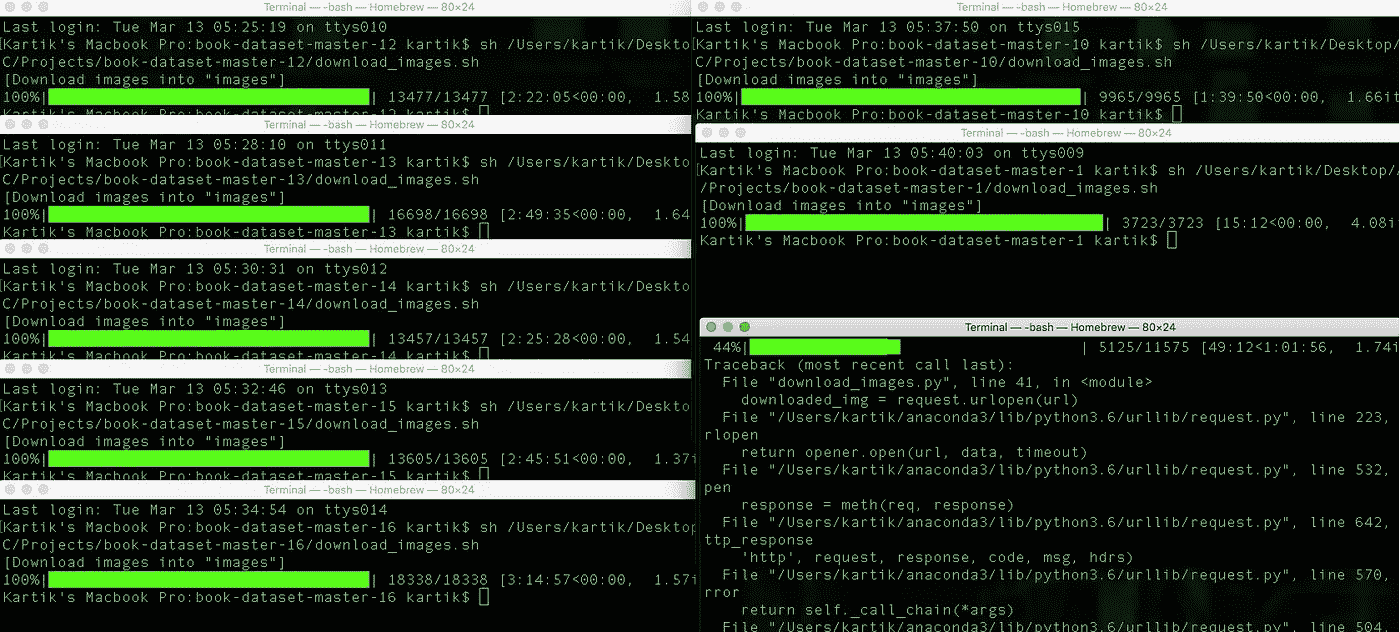 Terminal — -bash — Homebrew — 80×24
Last login: Tue Mar 13 05:25:19 on ttys010
[Kartik's Macbook Pro:book-dataset-master-12 kartik$ sh /Users/kartik/Deskto
C/Projects/book-dataset-master-12/download_images.sh
[Download images into "images"]
100%| | 13477/13477 [2:22:05<00:00, 1.58
Kartik's Macbook Pro:book-dataset-master-12 kartik$
Terminal — -bash — Homebrew — 80×24
Last login: Tue Mar 13 05:28:10 on ttys011
[Kartik's Macbook Pro:book-dataset-master-13 kartik$ sh /Users/kartik/Deskto
C/Projects/book-dataset-master-13/download_images.sh
[Download images into "images"]
100%| | 16698/16698 [2:49:35<00:00, 1.64
Kartik's Macbook Pro:book-dataset-master-13 kartik$
Terminal — -bash — Homebrew — 80×24
Last login: Tue Mar 13 05:30:31 on ttys012
[Kartik's Macbook Pro:book-dataset-master-14 kartik$ sh /Users/kartik/Deskto
C/Projects/book-dataset-master-14/download_images.sh
[Download images into "images"]
100%| | 13457/13457 [2:25:28<00:00, 1.54
Kartik's Macbook Pro:book-dataset-master-14 kartik$
Terminal — -bash — Homebrew — 80×24
Last login: Tue Mar 13 05:32:46 on ttys013
[Kartik's Macbook Pro:book-dataset-master-15 kartik$ sh /Users/kartik/Deskto
C/Projects/book-dataset-master-15/download_images.sh
[Download images into "images"]
100%| | 13605/13605 [2:45:51<00:00, 1.37i
Kartik's Macbook Pro:book-dataset-master-15 kartik$
Terminal — -bash — Homebrew — 80×24
Last login: Tue Mar 13 05:34:54 on ttys014
[Kartik's Macbook Pro:book-dataset-master-16 kartik$ sh /Users/kartik/Desktop
C/Projects/book-dataset-master-16/download_images.sh
[Download images into "images"]
100%| | 18338/18338 [3:14:57<00:00, 1.57i
Kartik's Macbook Pro:book-dataset-master-16 kartik$
Terminal — -bash — Homebrew — 80×24
Last login: Tue Mar 13 05:37:50 on ttys015
[Kartik's Macbook Pro:book-dataset-master-10 kartik$ sh /Users/kartik/Desktop/
C/Projects/book-dataset-master-10/download_images.sh
[Download images into "images"]
100%| | 9965/9965 [1:39:50<00:00, 1.66it
Kartik's Macbook Pro:book-dataset-master-10 kartik$
Terminal — -bash — Homebrew — 80×24
Last login: Tue Mar 13 05:40:03 on ttys009
[Kartik's Macbook Pro:book-dataset-master-1 kartik$ sh /Users/kartik/Desktop/
/Projects/book-dataset-master-1/download_images.sh
[Download images into "images"]
100%| | 3723/3723 [15:12<00:00, 4.08i
Kartik's Macbook Pro:book-dataset-master-1 kartik$
Terminal — -bash — Homebrew — 80×24
44%| | 5125/11575 [49:12<1:01:56, 1.74i
Traceback (most recent call last):
File "download_images.py", line 41, in <module>
downloaded_img = request.urlopen(url)
File "/Users/kartik/anaconda3/lib/python3.6/urllib/request.py", line 223,
rlopen
return opener.open(url, data, timeout)
File "/Users/kartik/anaconda3/lib/python3.6/urllib/request.py", line 532,
pen
response = meth(req, response)
File "/Users/kartik/anaconda3/lib/python3.6/urllib/request.py", line 642,
ttp_response
'http', request, response, code, msg, hdrs)
File "/Users/kartik/anaconda3/lib/python3.6/urllib/request.py", line 570,
rror
return self._call_chain(*args)
File "/Users/kartik/anaconda3/lib/python3.6/urllib/request.py", line 504,